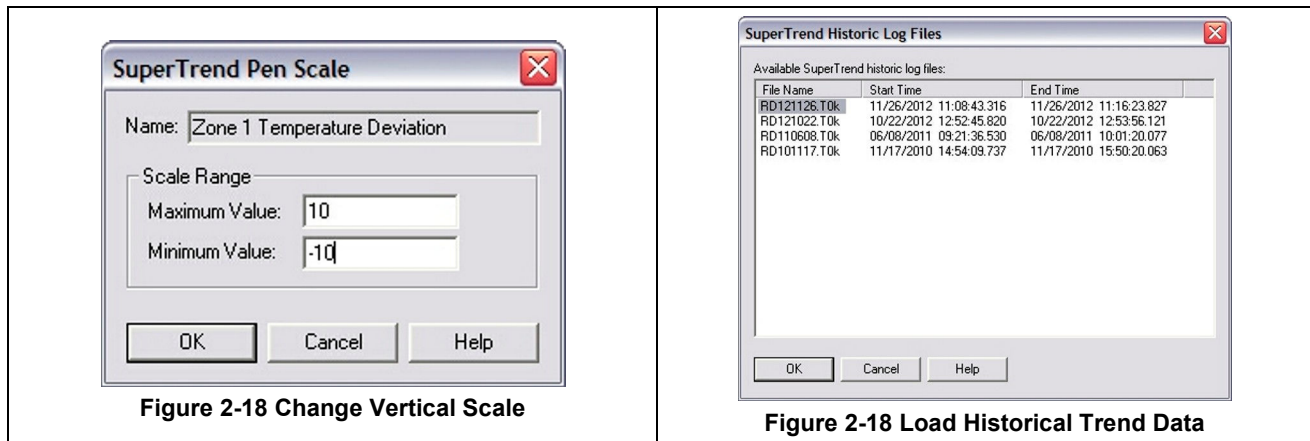 SuperTrend Pen Scale
Name: Zone 1 Temperature Deviation
Scale Range
Maximum Value: 10
Minimum Value: -10
OK Cancel Help
Figure 2-18 Change Vertical Scale
SuperTrend Historic Log Files
Available SuperTrend historic log files:
File Name Start Time End Time
RD121126.T0k 11/26/2012 11:08:43.316 11/26/2012 11:16:23.827
RD121022.T0k 10/22/2012 12:52:45.820 10/22/2012 12:53:56.121
RD110608.T0k 06/08/2011 09:21:36.530 06/08/2011 10:01:20.077
RD101117.T0k 11/17/2010 14:54:09.737 11/17/2010 15:50:20.063
OK Cancel Help
Figure 2-18 Load Historical Trend Data